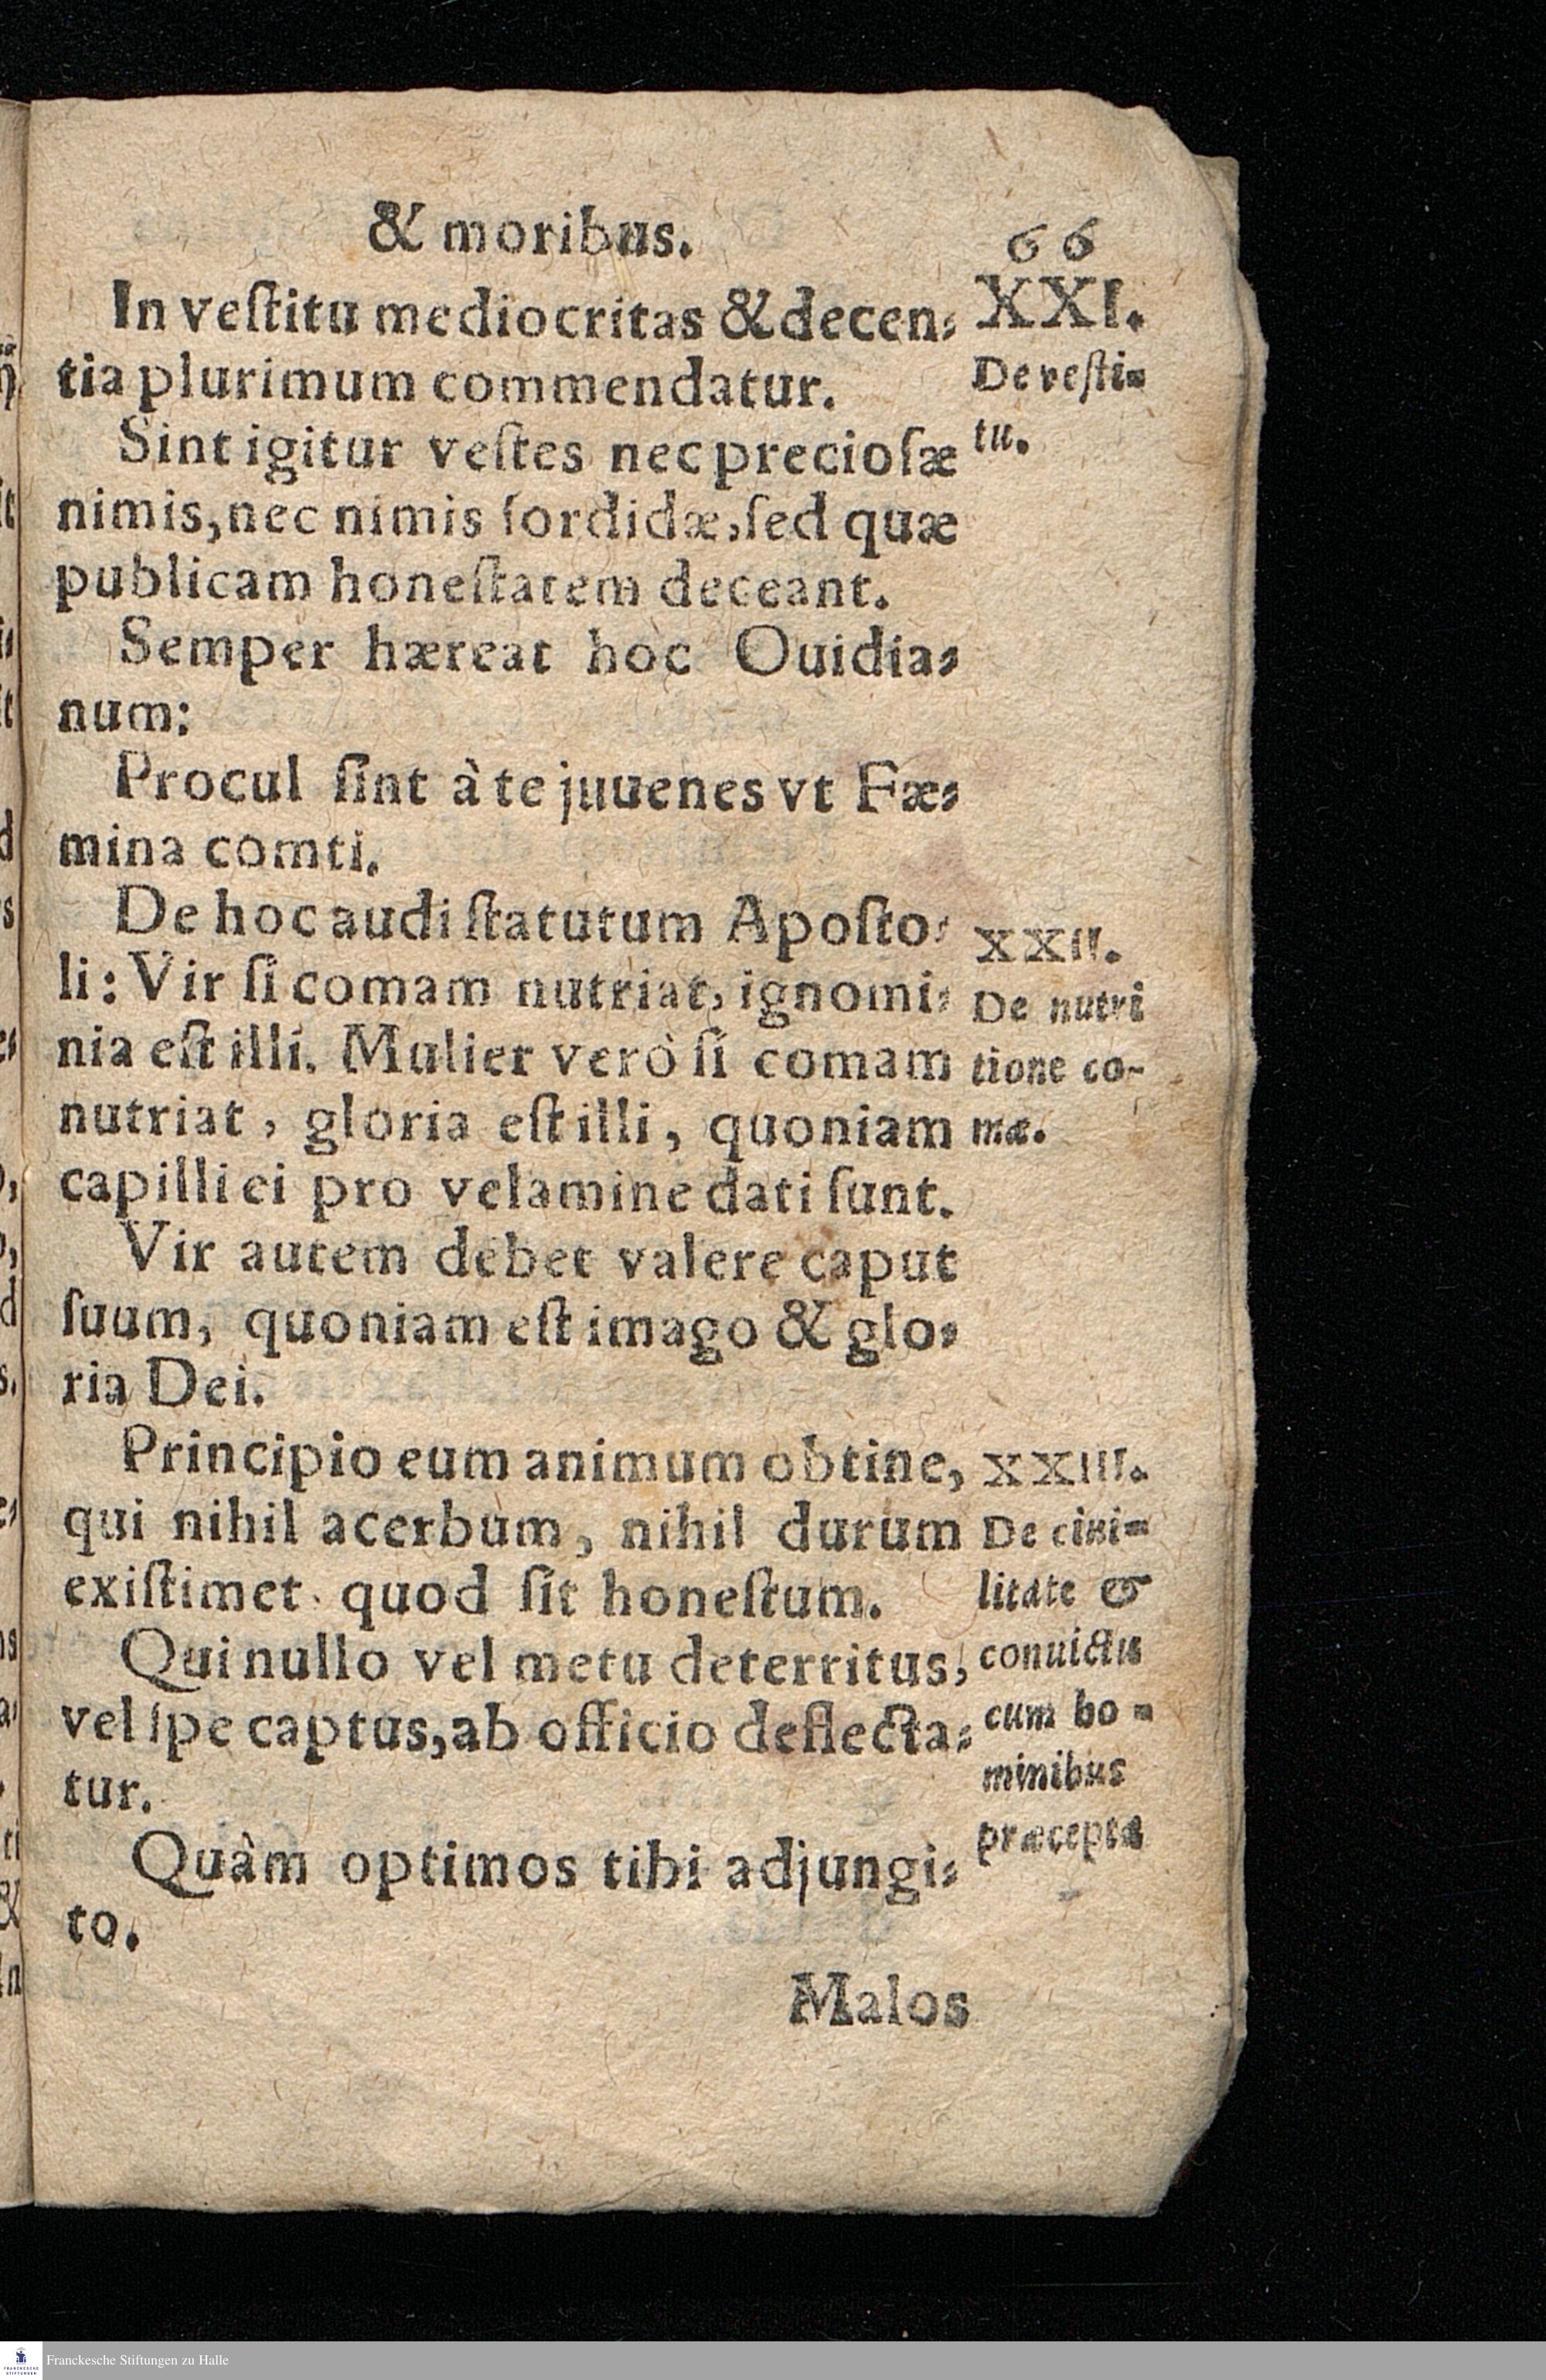 & moribus.
66
In veſtitu mediocritas & decen-
tia plurimum commendatur.
XXI.
De veſti-
tu.
Sint igitur veſtes nec precioſæ
nimis, nec nimis ſordidæ, ſed quæ
publicam honeſtatem deceant.
Semper hæreat hoc Ouidia-
num:
Procul ſint à te juuenes vt Fæ-
mina comti.
De hoc audi ſtatutum Apoſto-
li: Vir ſi comam nutriat, ignomi-
nia eſt illi. Mulier verò ſi comam
nutriat, gloria eſt illi, quoniam
capilli ei pro velamine dati ſunt.
XXII.
De nutri
tione co-
mæ.
Vir autem debet valere caput
ſuum, quoniam eſt imago & glo-
ria Dei.
Principio eum animum obtine,
qui nihil acerbum, nihil durum
exiſtimet quod ſit honeſtum.
Qui nullo vel metu deterritus,
vel ſpe captus, ab officio deflecta-
tur.
XXIII.
De ciui-
litate &
conuictu
cum ho-
minibus
præcepta
Quàm optimos tibi adjungi-
to.
Malos
Franckesche Stiftungen zu Halle